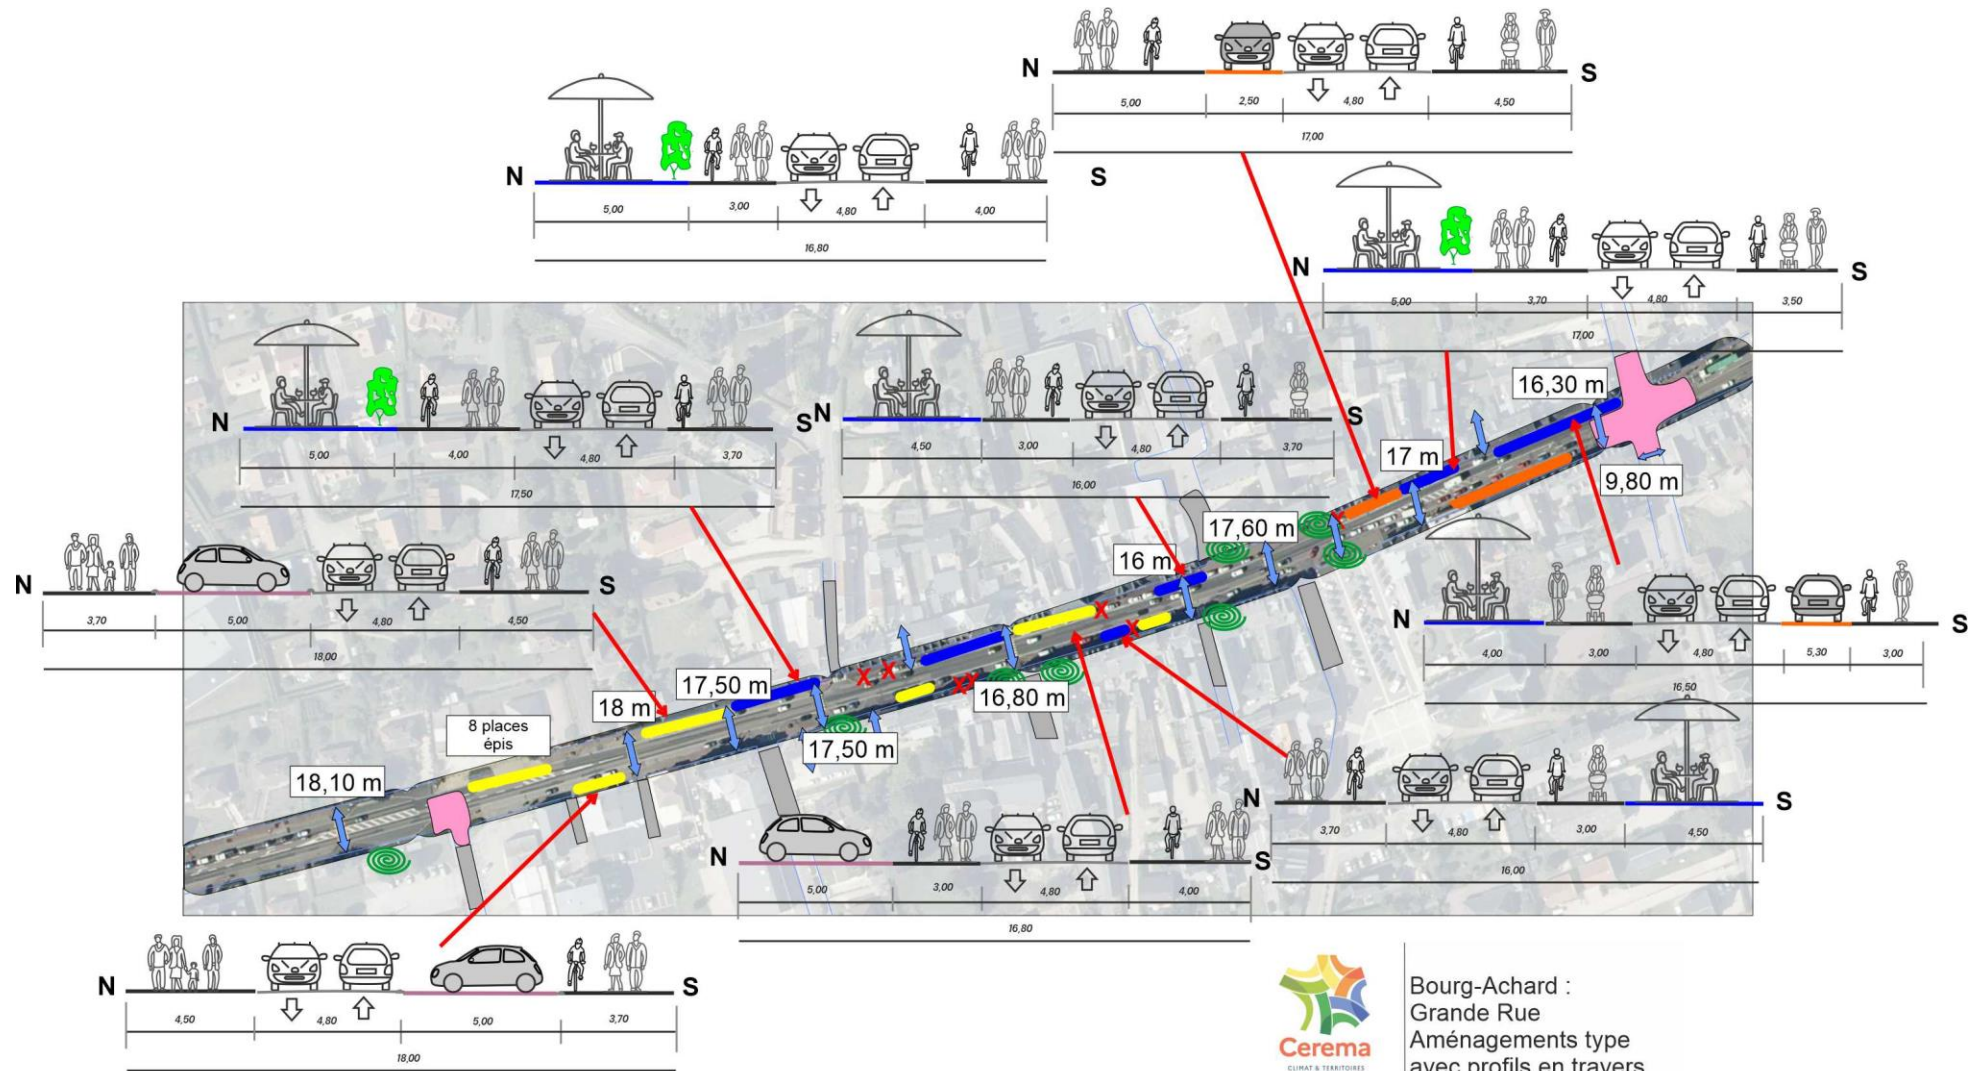 N
S
5,00
2,50
4,80
4,50
17,00
N
S
5,00
3,00
4,80
4,00
16,80
N
S
5,00
3,70
4,80
3,50
17,00
N
S
5,00
4,00
4,80
3,70
17,50
N
S
4,50
3,00
4,80
3,70
16,00
16,30 m
17 m
9,80 m
17,60 m
16 m
N
S
3,70
5,00
4,80
4,50
18,00
N
S
4,00
3,00
4,80
5,30
3,00
16,50
X
X
X
X
X
X
X
17,50 m
18 m
16,80 m
8 places
épis
17,50 m
18,10 m
N
S
3,70
4,80
3,00
4,50
16,00
N
S
5,00
3,00
4,80
4,00
16,80
N
S
4,50
4,80
5,00
3,70
18,00
Cerema
CLIMAT & TERRITOIRES
Bourg-Achard :
Grande Rue
Aménagements type
avec profils en travers